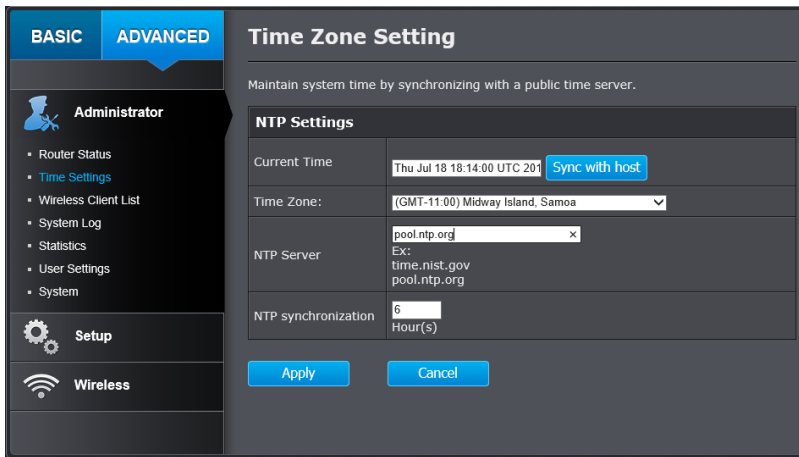 BASIC ADVANCED
Administrator
Router Status
Time Settings
Wireless Client List
System Log
Statistics
User Settings
System
Setup
Wireless
Time Zone Setting
Maintain system time by synchronizing with a public time server.
NTP Settings
Current Time Thu Jul 18 18:14:00 UTC 201 Sync with host
Time Zone: (GMT-11:00) Midway Island, Samoa
NTP Server pool.ntp.org ×
Ex:
time.nist.gov
pool.ntp.org
NTP synchronization 6
Hour(s)
Apply Cancel